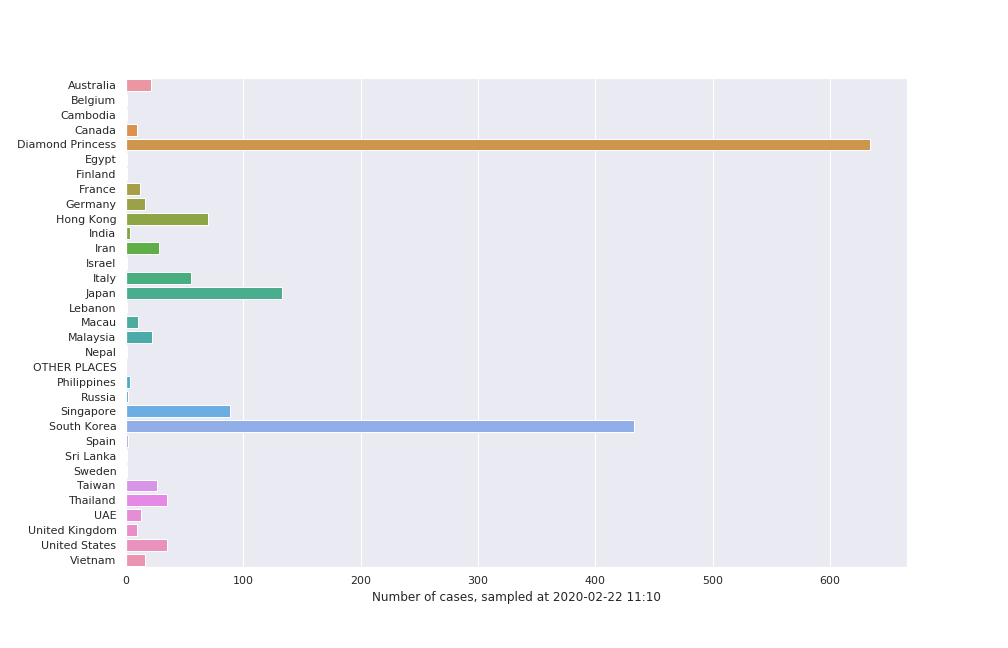 Australia
Belgium
Cambodia
Canada
Diamond Princess
Egypt
Finland
France
Germany
Hong Kong
India
Iran
Israel
Italy
Japan
Lebanon
Macau
Malaysia
Nepal
OTHER PLACES
Philippines
Russia
Singapore
South Korea
Spain
Sri Lanka
Sweden
Taiwan
Thailand
UAE
United Kingdom
United States
Vietnam
0 100 200 300 400 500 600
Number of cases, sampled at 2020-02-22 11:10